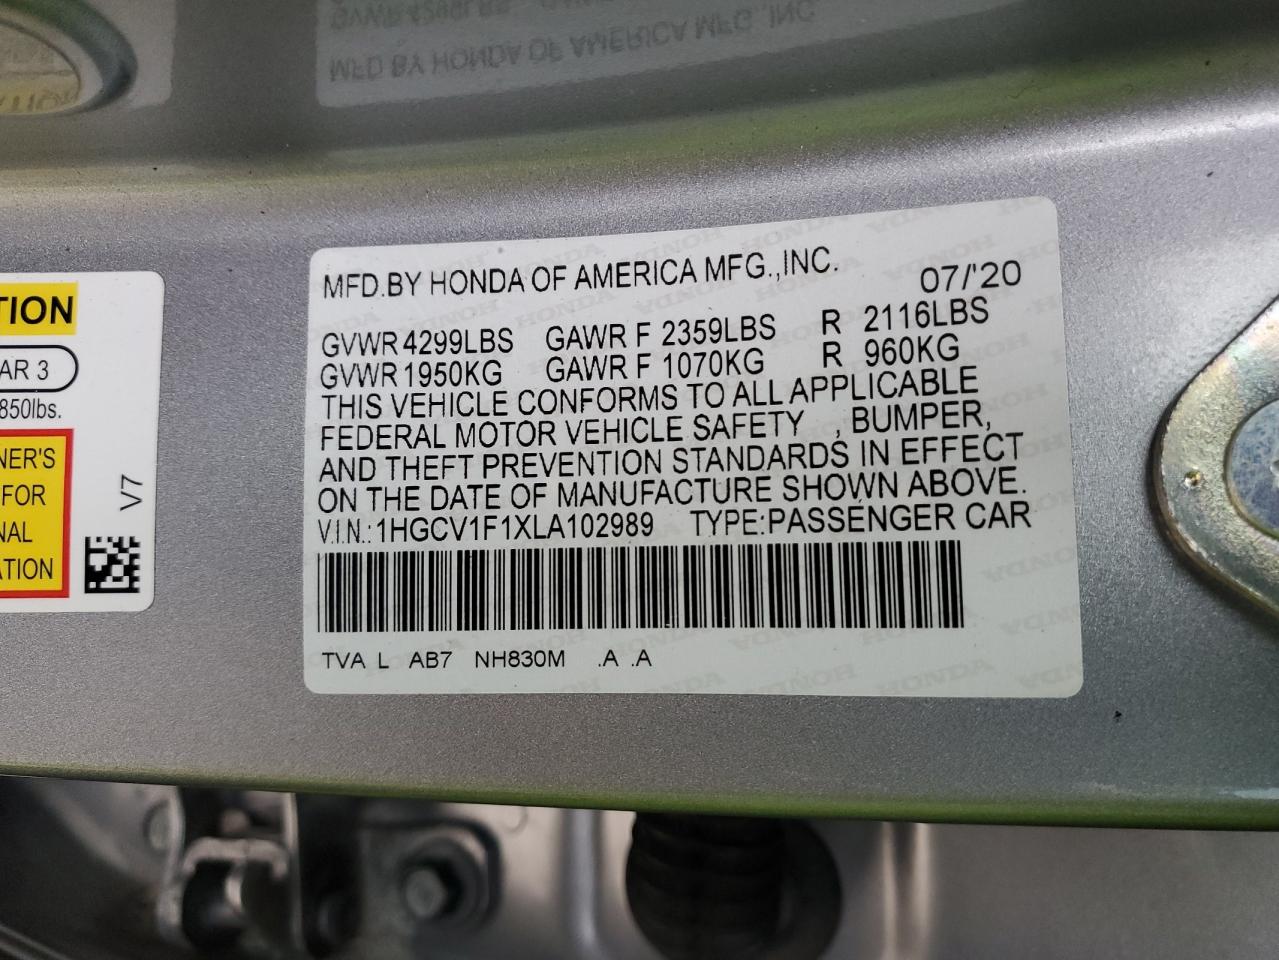 MFD.BY HONDA OF AMERICA MFG.,INC.
07/'20
GVWR 4299LBS GAWR F 2359LBS R 2116LBS
GVWR 1950KG GAWR F 1070KG R 960KG
THIS VEHICLE CONFORMS TO ALL APPLICABLE
FEDERAL MOTOR VEHICLE SAFETY , BUMPER,
AND THEFT PREVENTION STANDARDS IN EFFECT
ON THE DATE OF MANUFACTURE SHOWN ABOVE.
V.I.N.: 1HGCV1F1XLA102989 TYPE:PASSENGER CAR
TVA L AB7 NH830M .A .A
TION
AR 3
850lbs.
NER'S
FOR
NAL
TION
V7